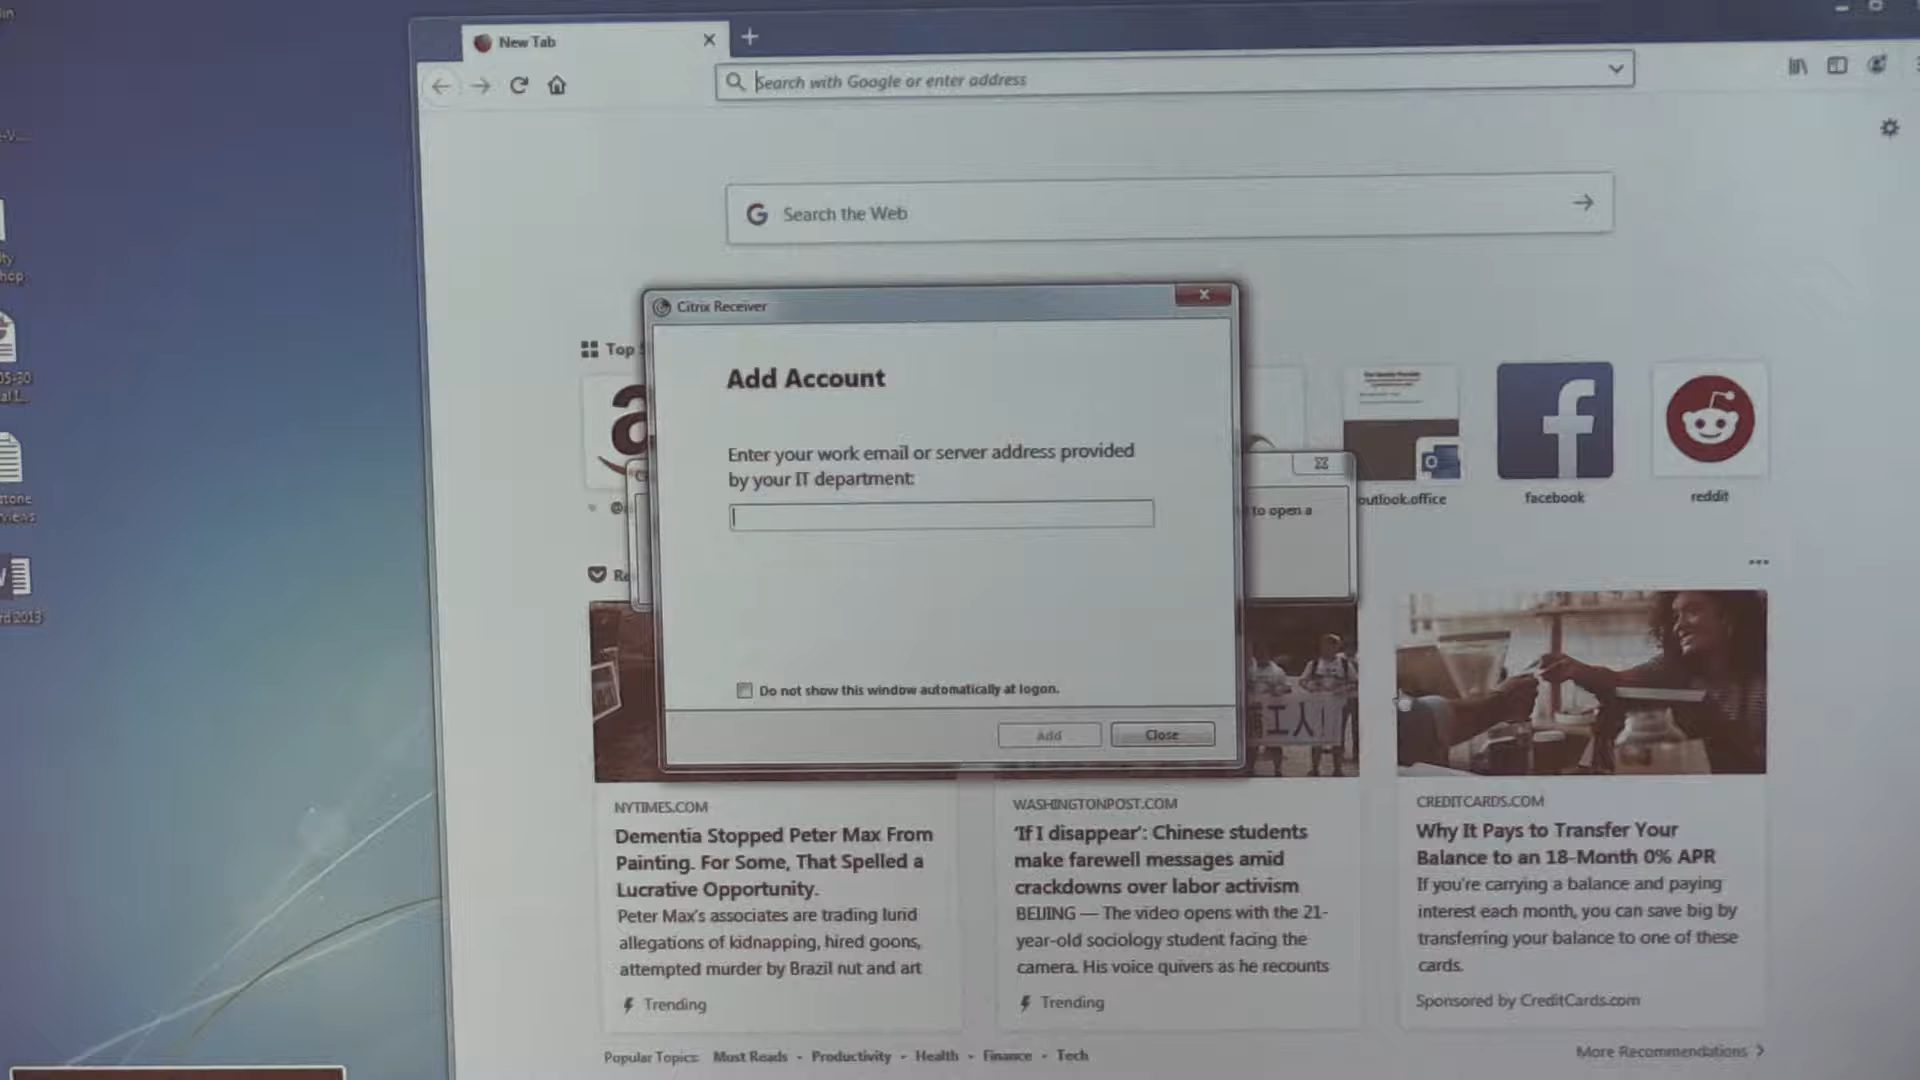 New Tab
Search with Google or enter address
Search the Web
Citrix Receiver
Top
Add Account
Enter your work email or server address provided
by your IT department:
to open a
outlook.office
facebook
reddit
Do not show this window automatically at logon.
Add
Close
工人!
NYTIMES.COM
Dementia Stopped Peter Max From
Painting. For Some, That Spelled a
Lucrative Opportunity.
Peter Max's associates are trading lurid
allegations of kidnapping, hired goons,
attempted murder by Brazil nut and art
Trending
WASHINGTONPOST.COM
'If I disappear': Chinese students
make farewell messages amid
crackdowns over labor activism
BEIJING — The video opens with the 21-
year-old sociology student facing the
camera. His voice quivers as he recounts
Trending
CREDITCARDS.COM
Why It Pays to Transfer Your
Balance to an 18-Month 0% APR
If you're carrying a balance and paying
interest each month, you can save big by
transferring your balance to one of these
cards.
Sponsored by CreditCards.com
Popular Topics: Must Reads • Productivity • Health • Finance • Tech
More Recommendations